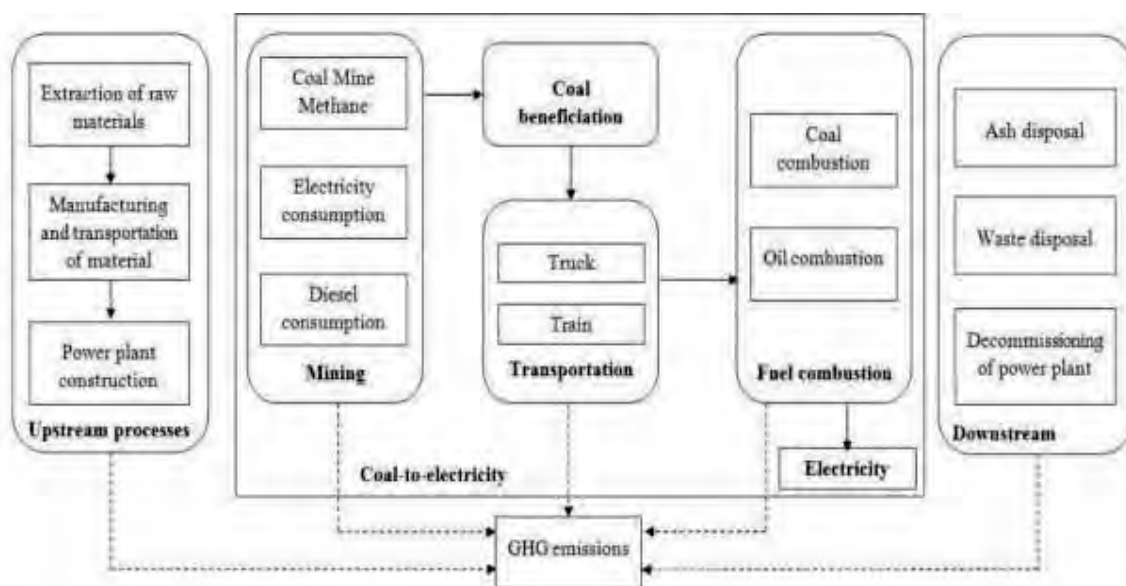 Extraction of raw
materials
Manufacturing
and transportation
of material
Power plant
construction
Upstream processes
Coal Mine
Methane
Electricity
consumption
Diesel
consumption
Mining
Coal
beneficiation
Truck
Train
Transportation
Coal
combustion
Oil combustion
Fuel combustion
Electricity
Coal-to-electricity
Ash disposal
Waste disposal
Decommissioning
of power plant
Downstream
GHG emissions